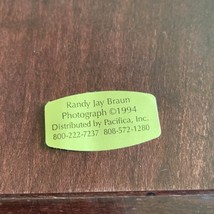 Randy Jay Braun
Photograph ©1994
Distributed by Pacifica, Inc.
800-222-7237 808-572-1280